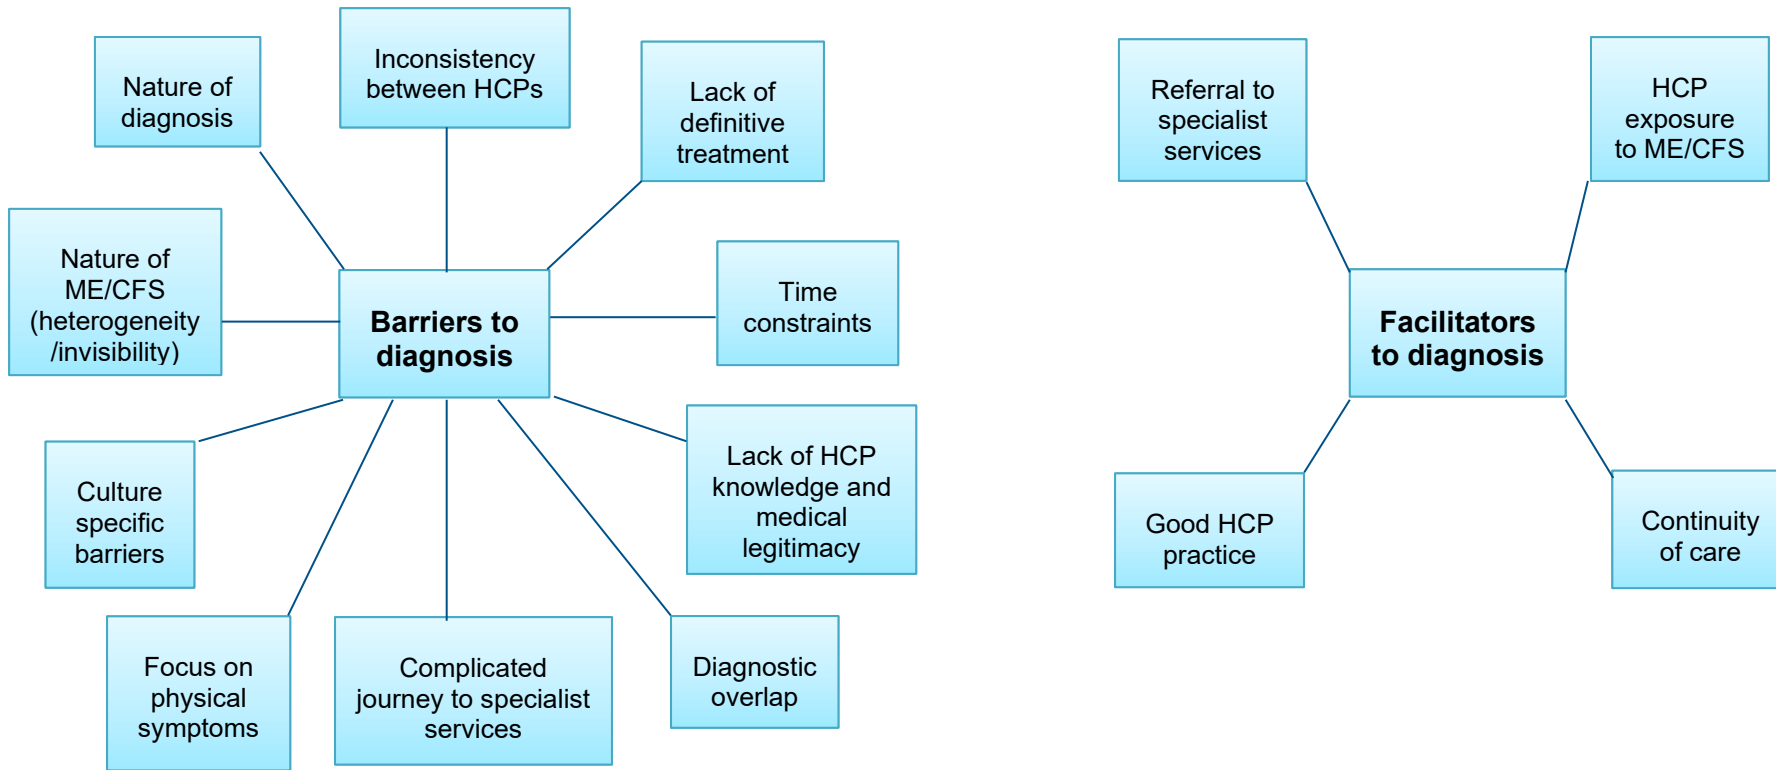 Nature of
diagnosis
Inconsistency
between HCPs
Lack of
definitive
treatment
Nature of
ME/CFS
(heterogeneity
/invisibility)
Barriers to
diagnosis
Time
constraints
Culture
specific
barriers
Lack of HCP
knowledge and
medical
legitimacy
Focus on
physical
symptoms
Complicated
journey to specialist
services
Diagnostic
overlap
Referral to
specialist
services
HCP
exposure
to ME/CFS
Facilitators
to diagnosis
Good HCP
practice
Continuity
of care